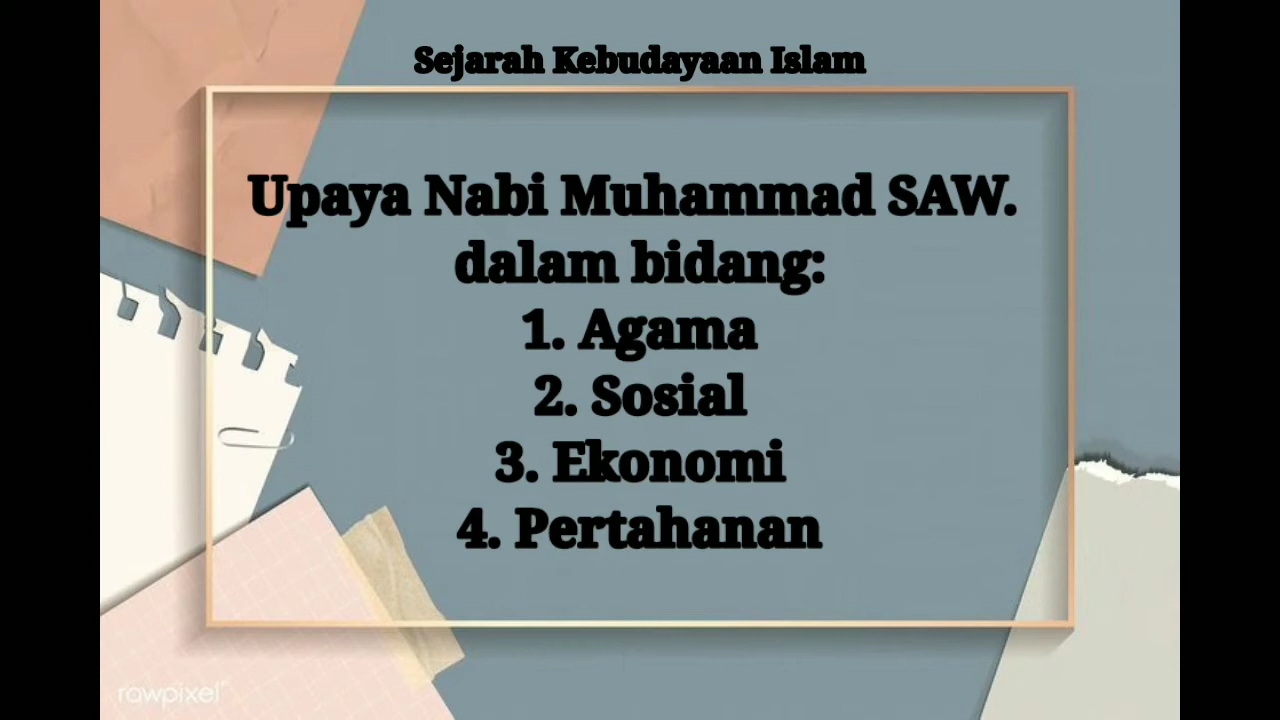 Sejarah Kebudayaan Islam
Upaya Nabi Muhammad SAW.
dalam bidang:
1. Agama
2. Sosial
3. Ekonomi
4. Pertahanan
rawpixel